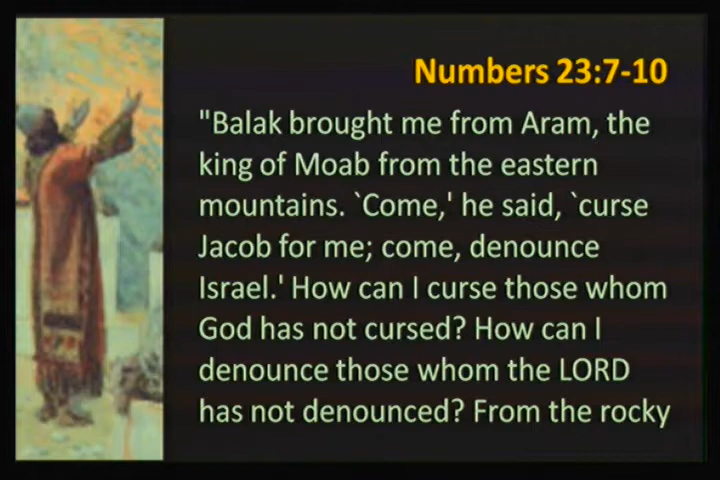 Numbers 23:7-10
"Balak brought me from Aram, the
king of Moab from the eastern
mountains. `Come,' he said, `curse
Jacob for me; come, denounce
Israel.' How can I curse those whom
God has not cursed? How can I
denounce those whom the LORD
has not denounced? From the rocky